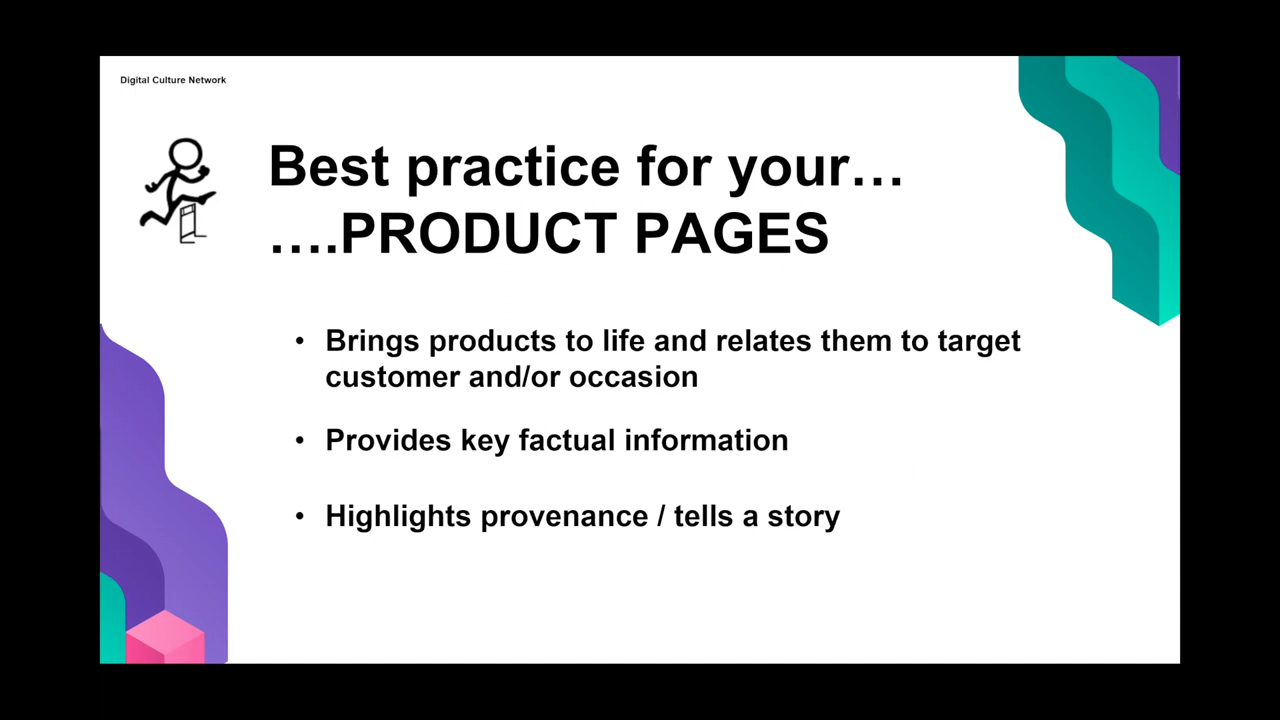 Digital Culture Network
Best practice for your…
….PRODUCT PAGES
• Brings products to life and relates them to target
customer and/or occasion
• Provides key factual information
• Highlights provenance / tells a story